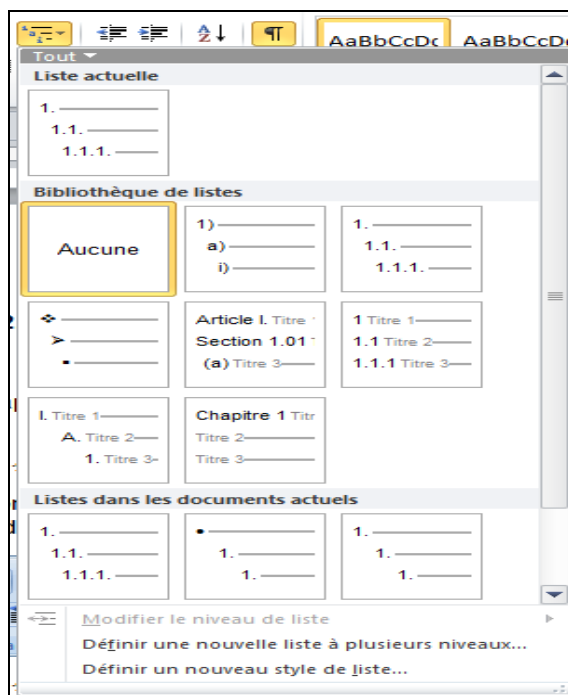 AaBbCcDc AaBbCcD
Tout
Liste actuelle
1.
1.1.
1.1.1.
Bibliothèque de listes
Aucune
1)
a)
i)
1.
1.1.
1.1.1.
Article I. Titre
Section 1.01
(a) Titre 3
1 Titre 1
1.1 Titre 2
1.1.1 Titre 3
I. Titre 1
A. Titre 2
1. Titre 3
Chapitre 1 Titr
Titre 2
Titre 3
Listes dans les documents actuels
1.
1.1.
1.1.1.
1.
1.
1.
1.
1.
Modifier le niveau de liste
Définir une nouvelle liste à plusieurs niveaux...
Définir un nouveau style de liste...